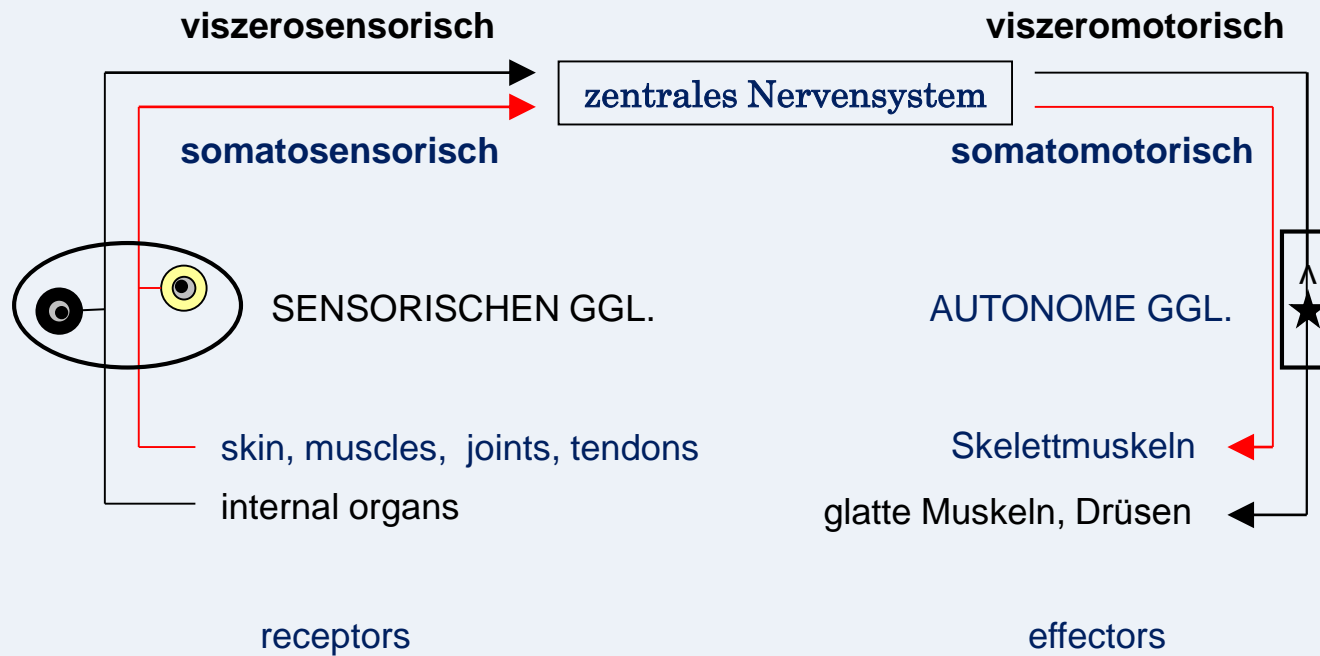 viszerosensorisch
viszeromotorisch
zentrales Nervensystem
somatosensorisch
somatomotorisch
SENSORISCHEN GGL.
AUTONOME GGL.
skin, muscles, joints, tendons
Skelettmuskeln
internal organs
glatte Muskeln, Drüsen
receptors
effectors